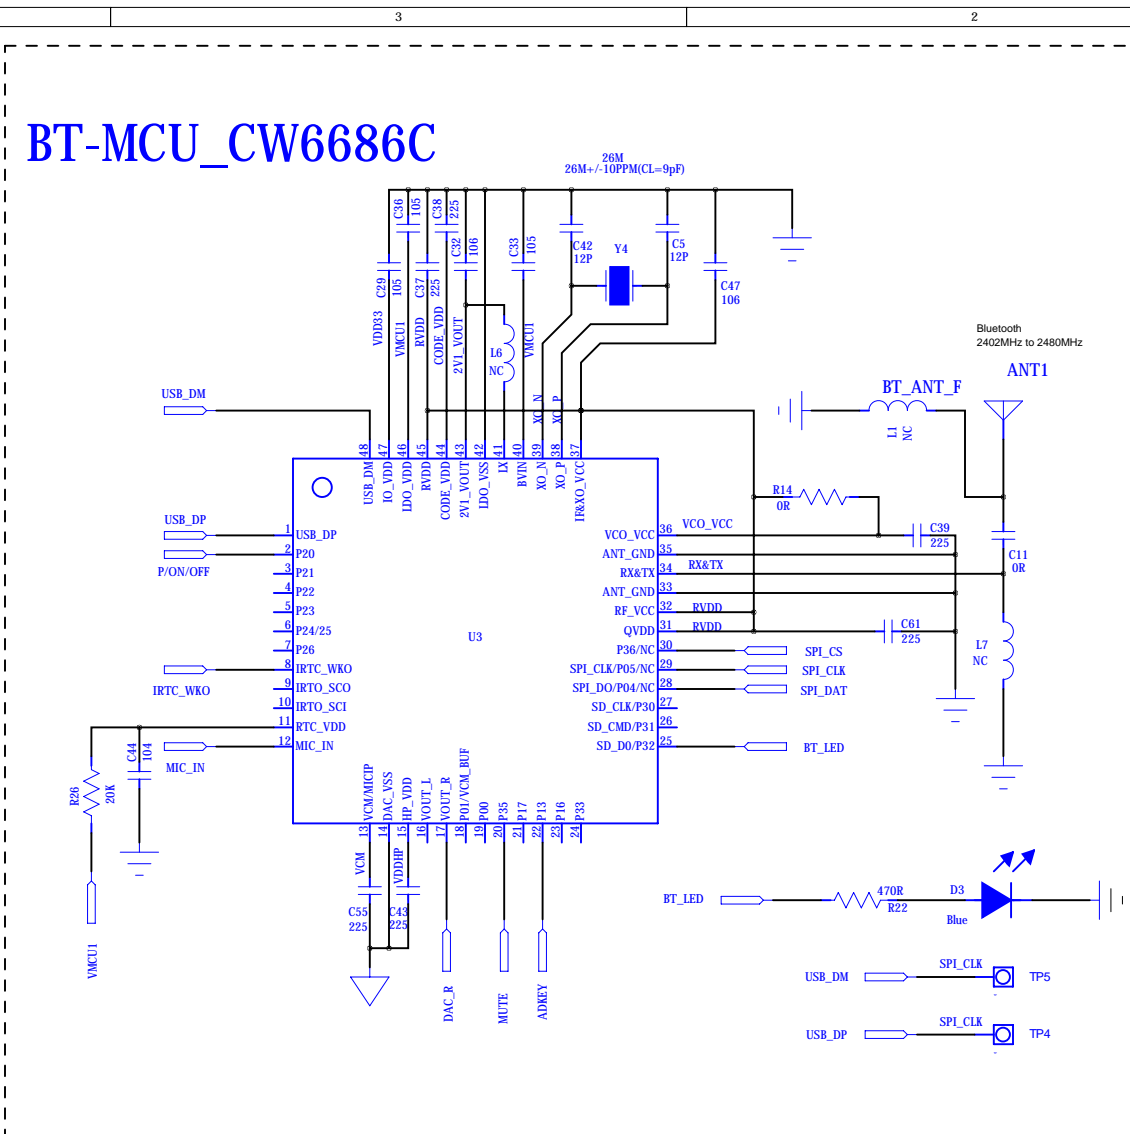 3
2
BT-MCU_CW6686C
26M
26M+/-10PPM(CL=9pF)
C36
105
C38
225
C32
106
C33
105
C29
105
C37
225
C42
12P
Y4
C5
12P
C47
106
VDD33
VMCU1
RVDD
CODE_VDD
2V1_VOUT
L6
NC
VMCU1
XO_N
XO_P
Bluetooth
2402MHz to 2480MHz
ANT1
BT_ANT_F
L1
NC
USB_DM
48
47
46
45
44
43
42
41
40
39
38
37
USB_DM
IO_VDD
LDO_VDD
RVDD
CODE_VDD
2V1_VOUT
LDO_VSS
LX
BVIN
XO_N
XO_P
IF&XO_VCC
R14
0R
USB_DP
P/ON/OFF
IRTC_WKO
MIC_IN
1 USB_DP
2 P20
3 P21
4 P22
5 P23
6 P24/25
7 P26
8 IRTC_WKO
9 IRTO_SCO
10 IRTO_SCI
11 RTC_VDD
12 MIC_IN
U3
VCO_VCC 36 VCO_VCC
ANT_GND 35
RX&TX 34 RX&TX
ANT_GND 33
RF_VCC 32 RVDD
QVDD 31 RVDD
P36/NC 30 SPI_CS
SPI_CLK/P05/NC 29 SPI_CLK
SPI_DO/P04/NC 28 SPI_DAT
SD_CLK/P30 27
SD_CMD/P31 26
SD_D0/P32 25 BT_LED
C39
225
C11
0R
C61
225
L7
NC
C44
104
R26
20K
VMCU1
VCM/MICIP
DAC_VSS
HP_VDD
VOUT_L
VOUT_R
P01/VCM_BUF
P00
P35
P17
P13
P16
P33
13
14
15
16
17
18
19
20
21
22
23
24
VCM
VDDHP
C55
225
C43
225
DAC_R
MUTE
ADKEY
BT_LED
470R
R22
D3
Blue
USB_DM
SPI_CLK
TP5
USB_DP
SPI_CLK
TP4